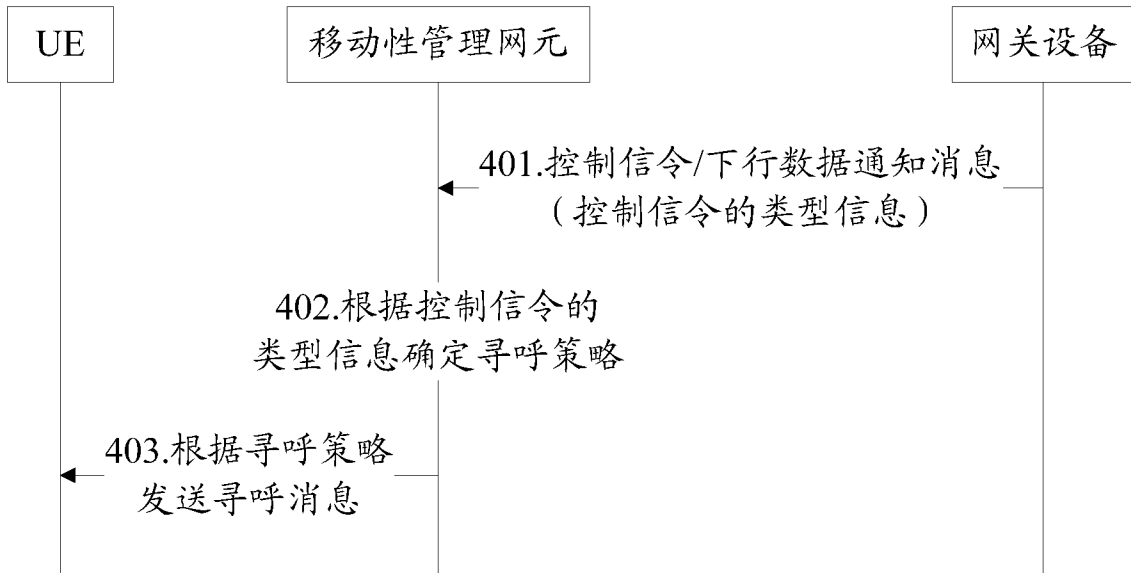 UE
移动性管理网元
网关设备
401.控制信令/下行数据通知消息
（控制信令的类型信息）
402.根据控制信令的
类型信息确定寻呼策略
403.根据寻呼策略
发送寻呼消息